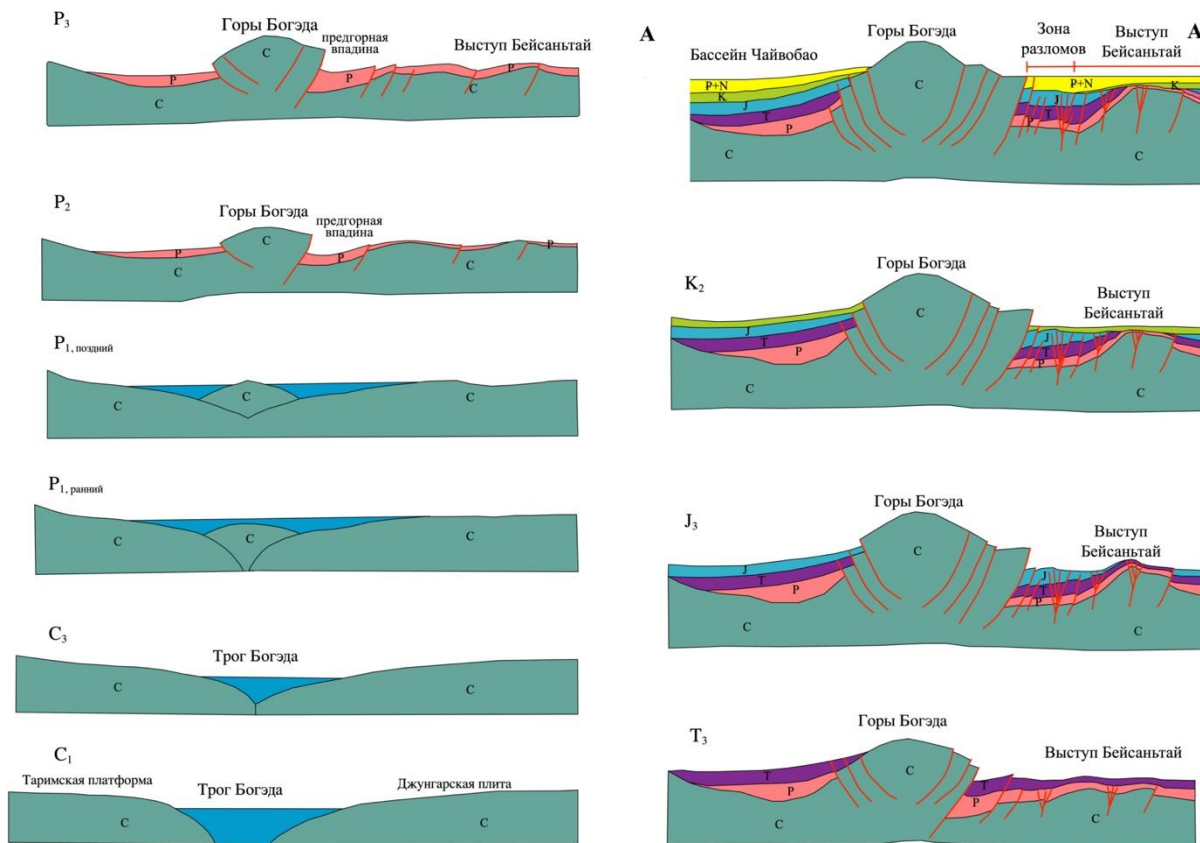 P3
Горы Богэда
предгорная
впадина
Выступ Бейсаньтай
C
P
P
P
C
C
P2
Горы Богэда
предгорная
впадина
C
P
P
P
C
C
P1, поздний
C
C
C
P1, ранний
C
C
C
C3
Трог Богэда
C
C
C1
Таримская платформа
Трог Богэда
Джунгарская плита
C
C
A
Бассейн Чайвобао
Горы Богэда
Зона
разломов
Выступ
Бейсаньтай
A
P+N
K
J
T
P
C
C
P+N
K
J
T
P
C
K2
Горы Богэда
Выступ
Бейсаньтай
C
J
T
P
C
J
T
P
C
J3
Горы Богэда
Выступ
Бейсаньтай
C
J
T
P
C
J
T
P
C
T3
Горы Богэда
Выступ Бейсаньтай
C
T
P
C
T
P
C